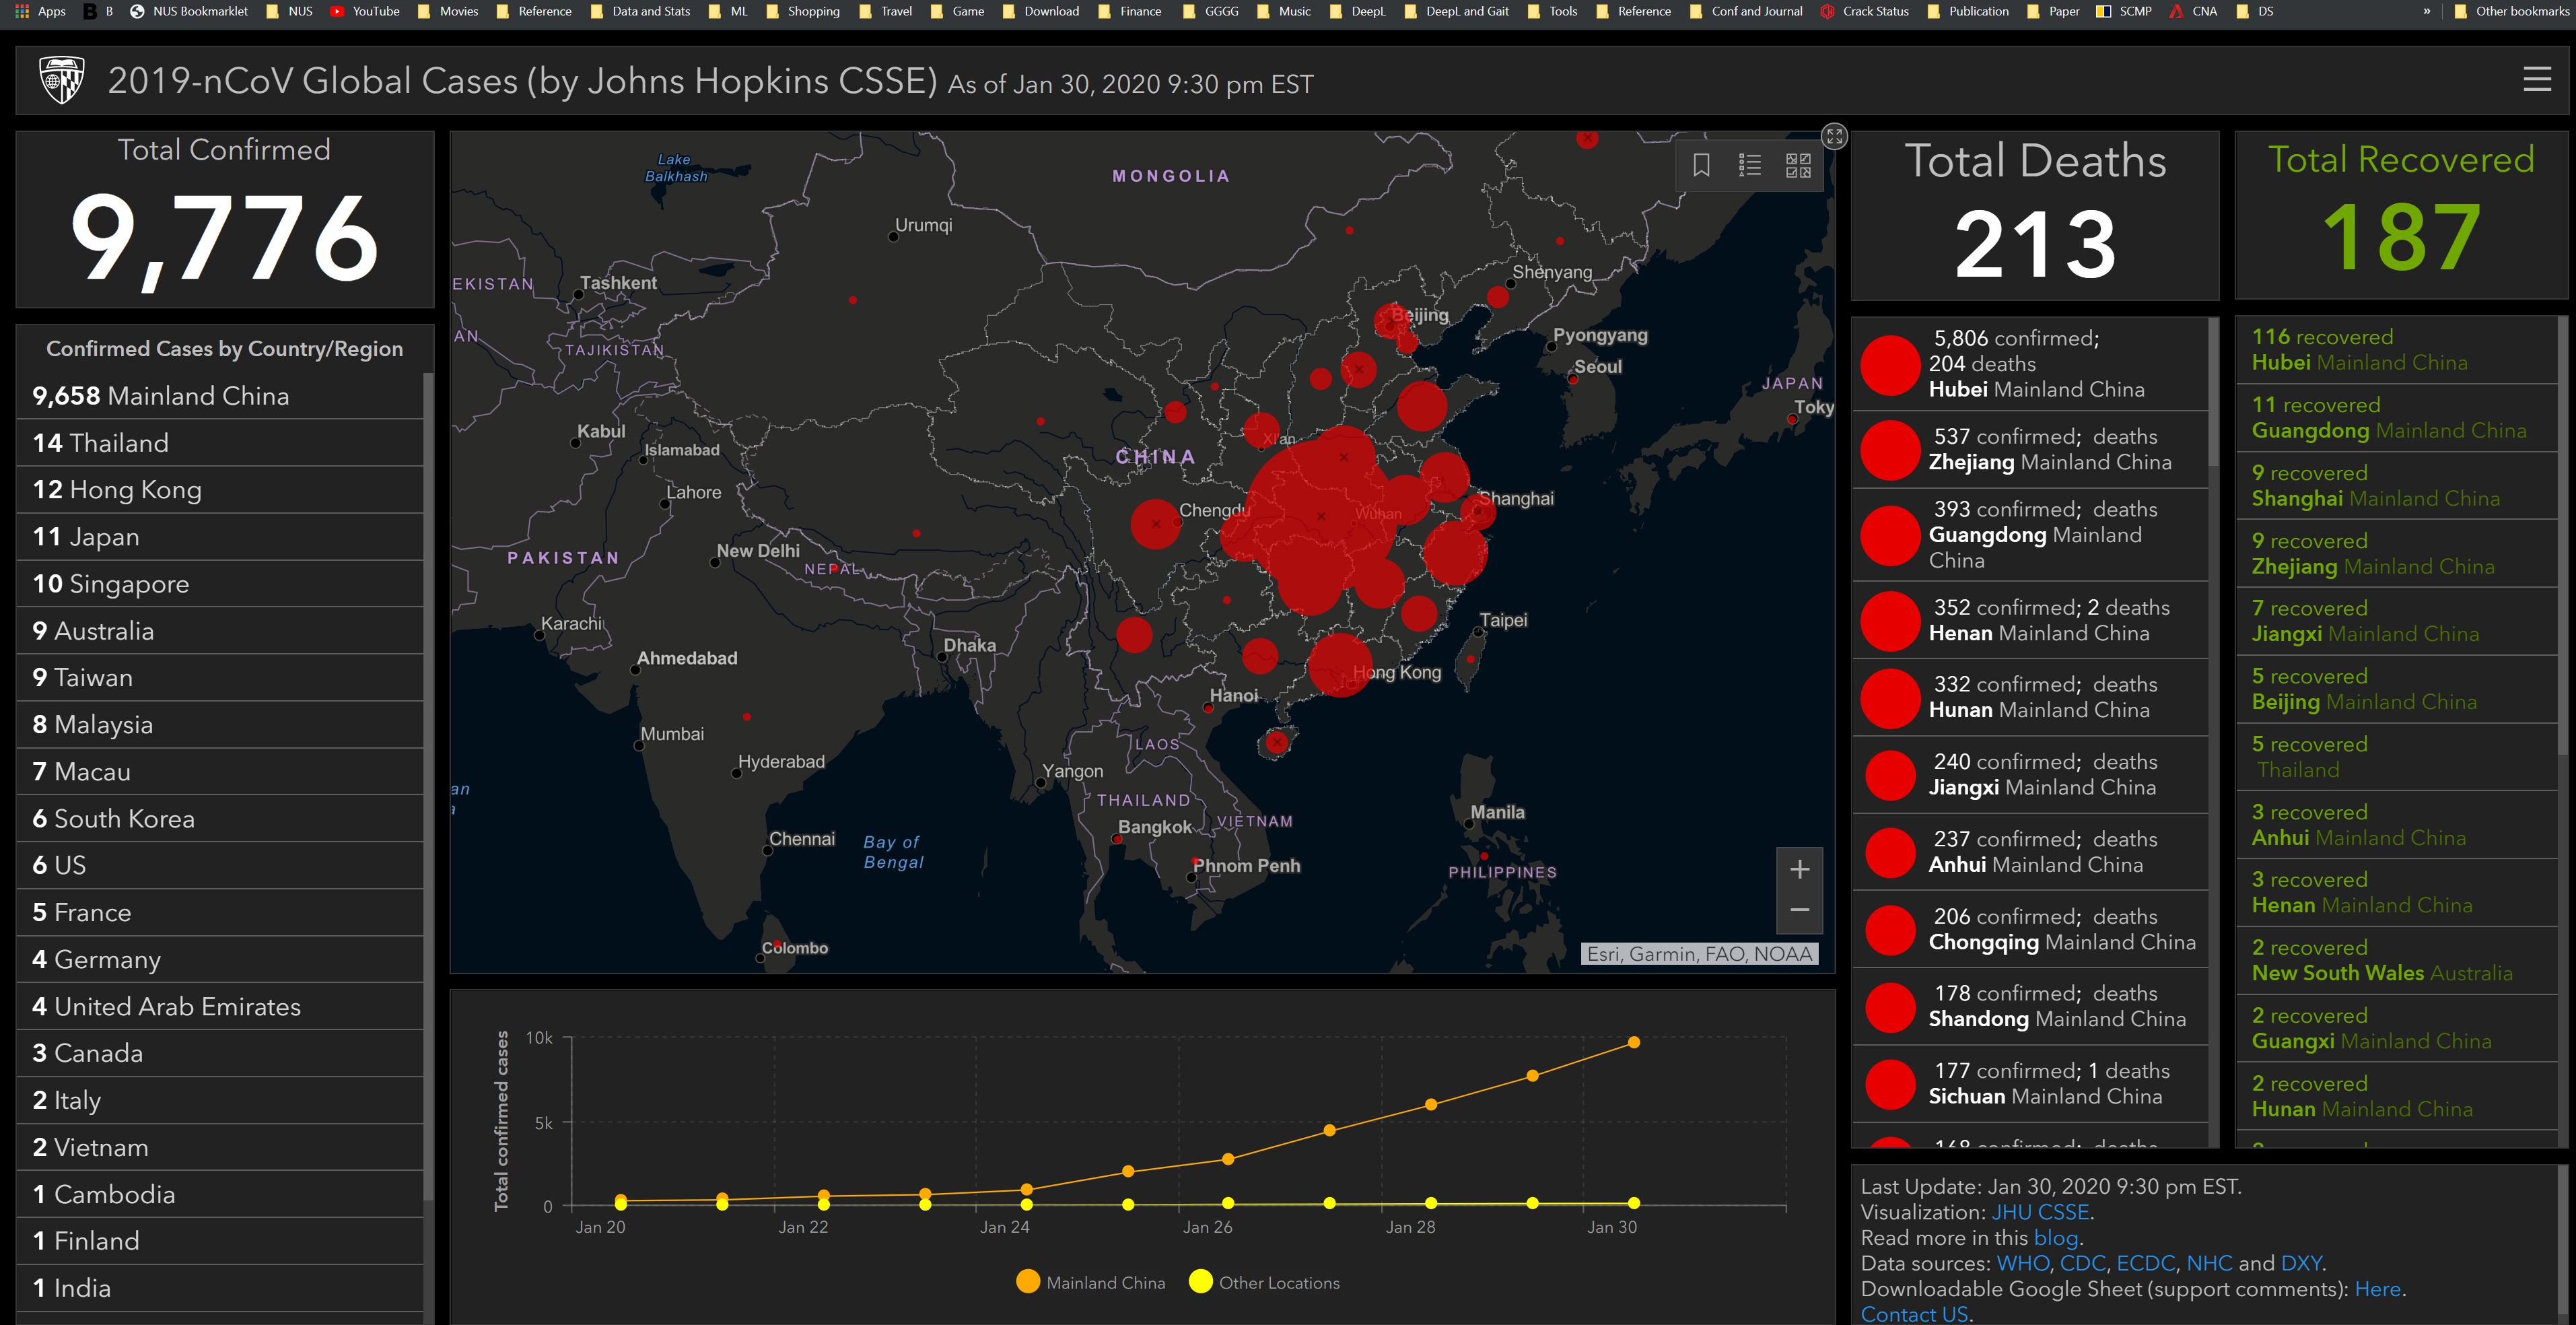 Apps B NUS Bookmarklet NUS YouTube Movies Reference Data and Stats ML Shopping Travel Game Download Finance GGGG Music DeepL DeepL and Gait Tools Reference Conf and Journal Crack Status Publication Paper SCMP CNA DS » Other bookmarks
2019-nCoV Global Cases (by Johns Hopkins CSSE) As of Jan 30, 2020 9:30 pm EST
Total Confirmed
9,776
Confirmed Cases by Country/Region
9,658 Mainland China
14 Thailand
12 Hong Kong
11 Japan
10 Singapore
9 Australia
9 Taiwan
8 Malaysia
7 Macau
6 South Korea
6 US
5 France
4 Germany
4 United Arab Emirates
3 Canada
2 Italy
2 Vietnam
1 Cambodia
1 Finland
1 India
Lake
Balkhash
MONGOLIA
Urumqi
EKISTAN
Tashkent
AN
TAJIKISTAN
Shenyang
Beijing
Pyongyang
Seoul
JAPAN
Toky
Kabul
Islamabad
Lahore
Xi'an
CHINA
Chengdu
Wuhan
Shanghai
PAKISTAN
New Delhi
NEPAL
Karachi
Ahmedabad
Dhaka
Taipei
Hong Kong
Hanoi
Mumbai
Hyderabad
Yangon
LAOS
THAILAND
VIETNAM
Bangkok
Manila
an
Chennai
Bay of
Bengal
Phnom Penh
PHILIPPINES
Colombo
+
−
Esri, Garmin, FAO, NOAA
Total confirmed cases
10k
5k
0
Jan 20 Jan 22 Jan 24 Jan 26 Jan 28 Jan 30
Mainland China Other Locations
Total Deaths
213
5,806 confirmed;
204 deaths
Hubei Mainland China
537 confirmed; deaths
Zhejiang Mainland China
393 confirmed; deaths
Guangdong Mainland
China
352 confirmed; 2 deaths
Henan Mainland China
332 confirmed; deaths
Hunan Mainland China
240 confirmed; deaths
Jiangxi Mainland China
237 confirmed; deaths
Anhui Mainland China
206 confirmed; deaths
Chongqing Mainland China
178 confirmed; deaths
Shandong Mainland China
177 confirmed; 1 deaths
Sichuan Mainland China
168 confirmed; deaths
Total Recovered
187
116 recovered
Hubei Mainland China
11 recovered
Guangdong Mainland China
9 recovered
Shanghai Mainland China
9 recovered
Zhejiang Mainland China
7 recovered
Jiangxi Mainland China
5 recovered
Beijing Mainland China
5 recovered
Thailand
3 recovered
Anhui Mainland China
3 recovered
Henan Mainland China
2 recovered
New South Wales Australia
2 recovered
Guangxi Mainland China
2 recovered
Hunan Mainland China
Last Update: Jan 30, 2020 9:30 pm EST.
Visualization: JHU CSSE.
Read more in this blog.
Data sources: WHO, CDC, ECDC, NHC and DXY.
Downloadable Google Sheet (support comments): Here.
Contact US.